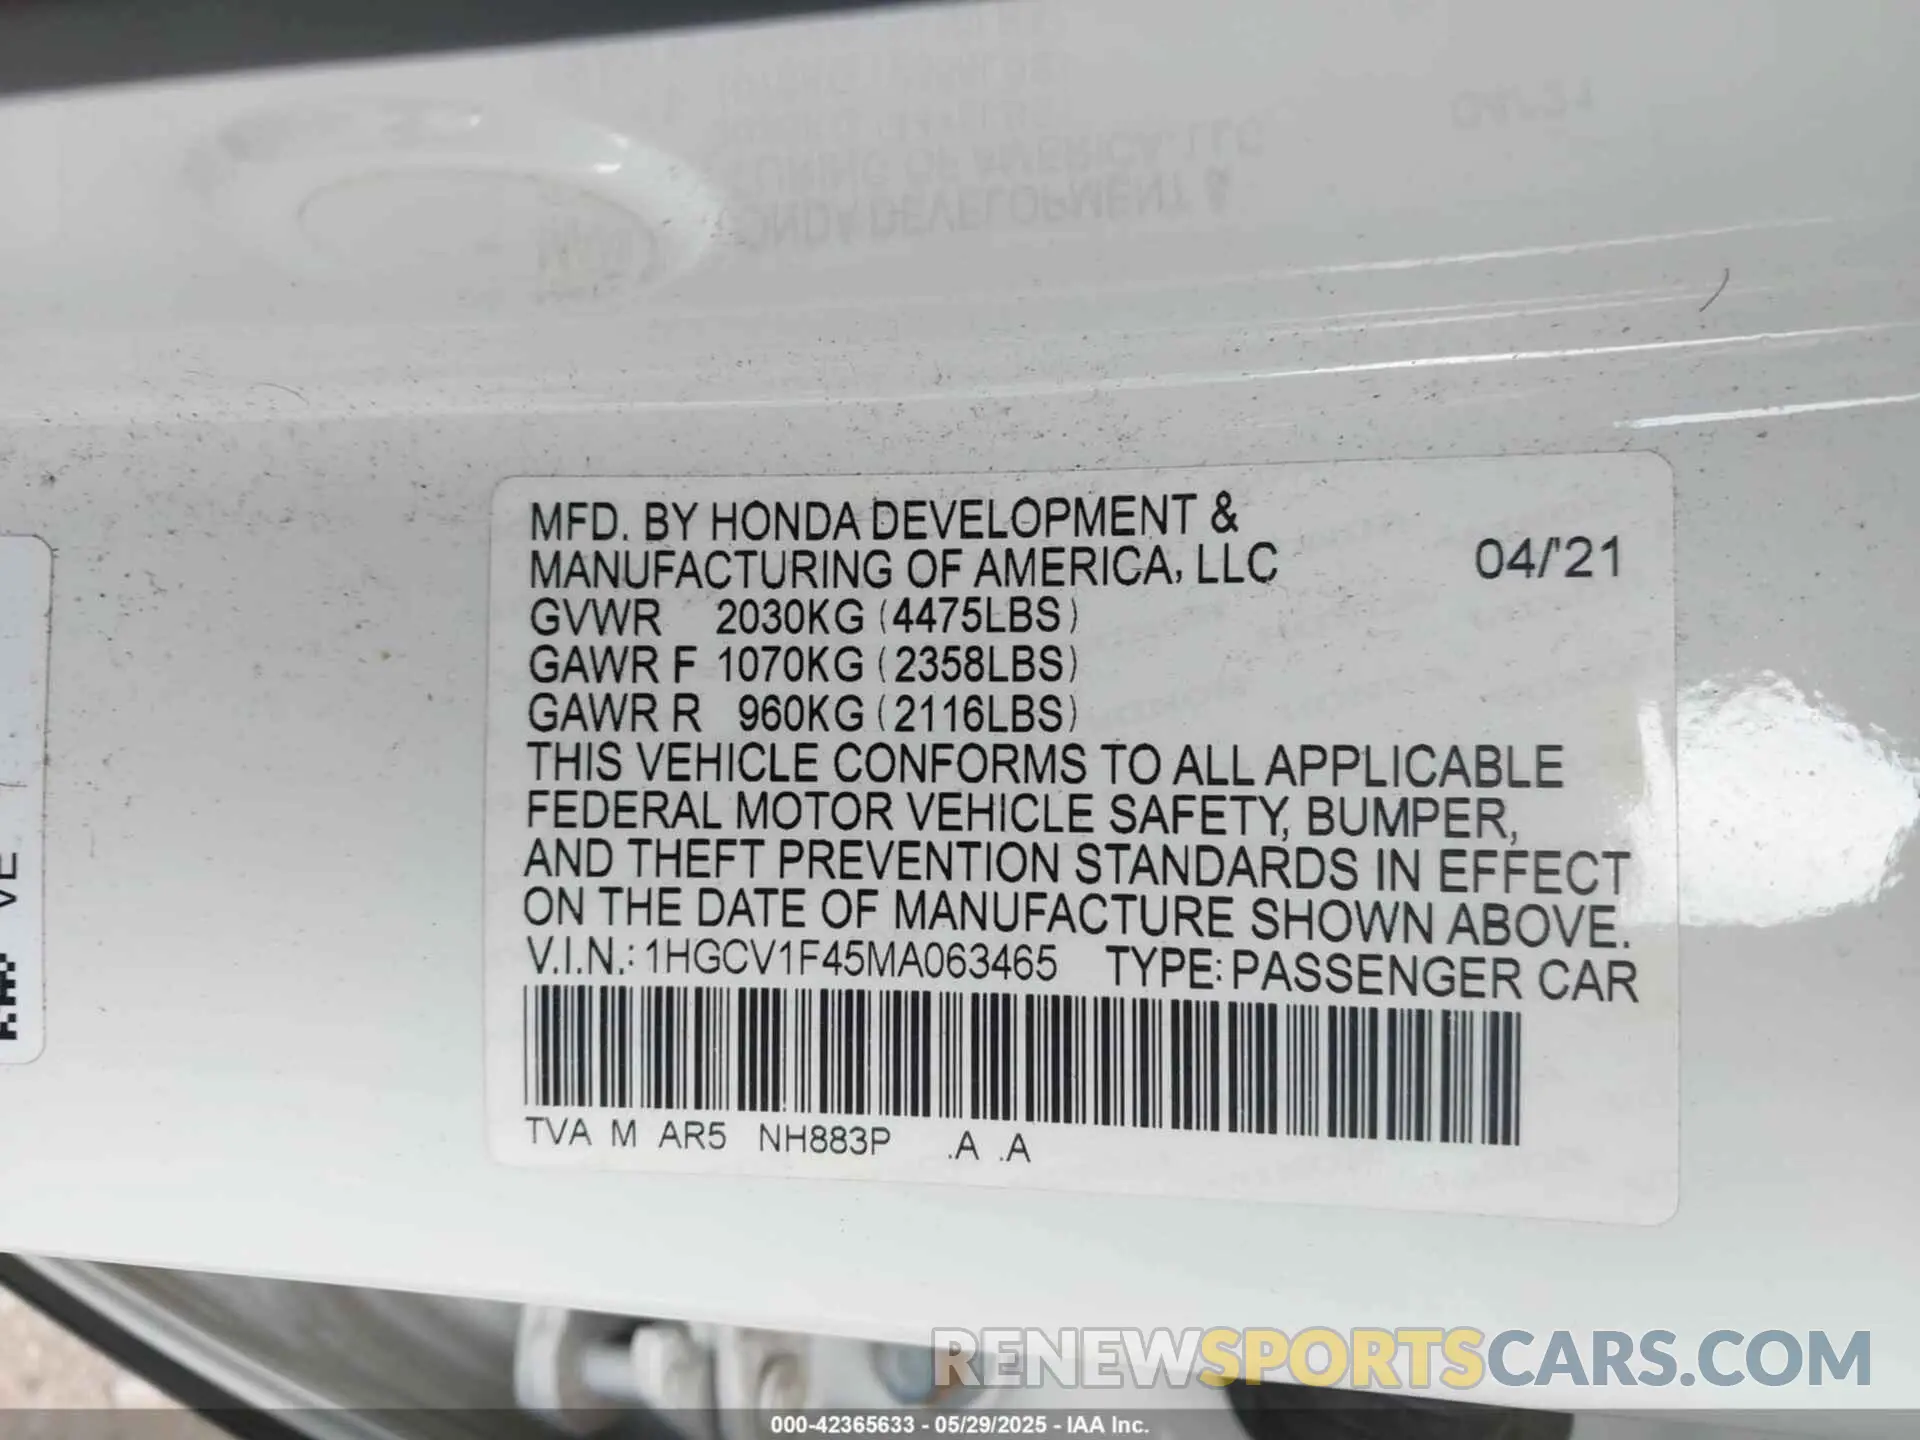 MFD. BY HONDA DEVELOPMENT &
MANUFACTURING OF AMERICA, LLC 04/'21
GVWR 2030KG (4475LBS)
GAWR F 1070KG (2358LBS)
GAWR R 960KG (2116LBS)
THIS VEHICLE CONFORMS TO ALL APPLICABLE
FEDERAL MOTOR VEHICLE SAFETY, BUMPER,
AND THEFT PREVENTION STANDARDS IN EFFECT
ON THE DATE OF MANUFACTURE SHOWN ABOVE.
V.I.N.: 1HGCV1F45MA063465 TYPE: PASSENGER CAR
TVA M AR5 NH883P .A .A
VE
RENEWSPORTSCARS.COM
000-42365633 - 05/29/2025 - IAA Inc.